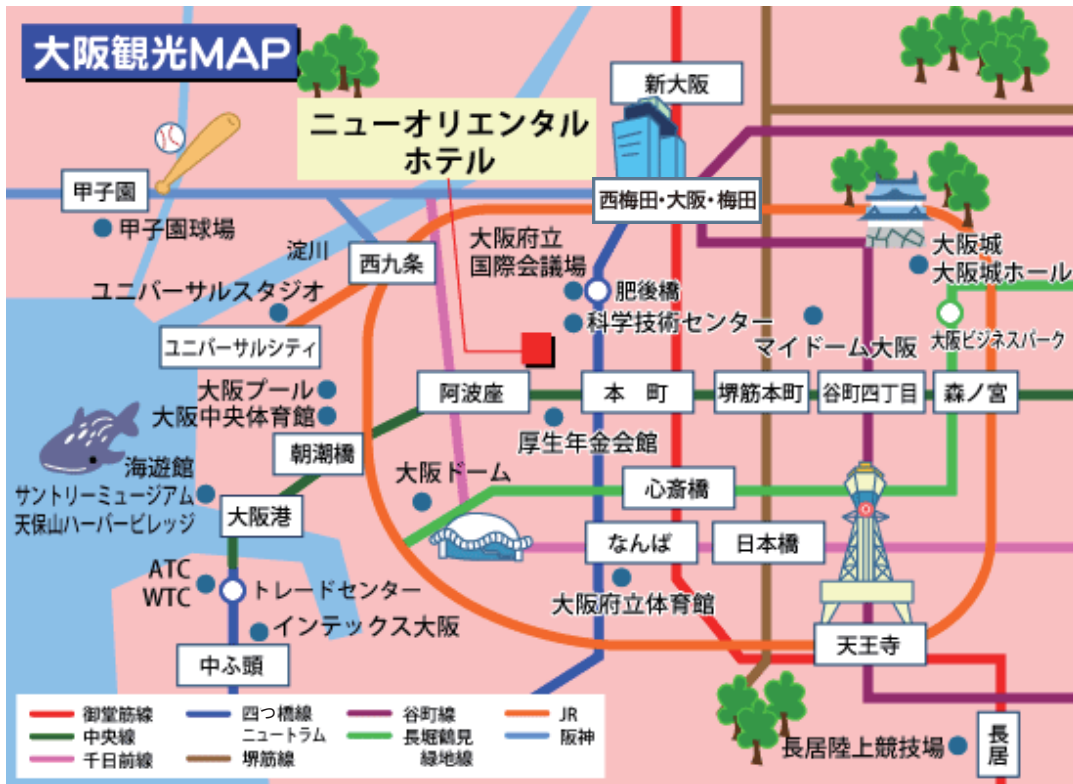 大阪観光MAP
新大阪
ニューオリエンタル
ホテル
甲子園
西梅田・大阪・梅田
甲子園球場
淀川
西九条
大阪府立
国際会議場
大阪城
大阪城ホール
ユニバーサルスタジオ
肥後橋
科学技術センター
マイドーム大阪
大阪ビジネスパーク
ユニバーサルシティ
大阪プール
大阪中央体育館
阿波座
本 町
堺筋本町
谷町四丁目
森ノ宮
厚生年金会館
朝潮橋
海遊館
サントリーミュージアム
天保山ハーバービレッジ
大阪港
大阪ドーム
心斎橋
なんば
日本橋
ATC
WTC
トレードセンター
大阪府立体育館
インテックス大阪
中ふ頭
天王寺
御堂筋線
四つ橋線
ニュートラム
谷町線
JR
中央線
長堀鶴見
緑地線
阪神
千日前線
堺筋線
長居陸上競技場
長居